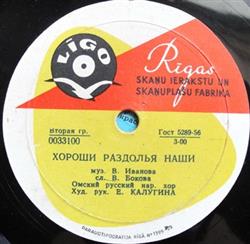 LIGO
Rīgas
SKAŅU IERAKSTU UN
SKAŅUPLAŠU FABRIKA
Вторая гр.
Гост 5289-56
0033100
3-00
ХОРОШИ РАЗДОЛЬЯ НАШИ
муз. В. Иванова
сл. В. Бокова
Омский русский нар. хор
Худ. рук. Е. КАЛУГИНА